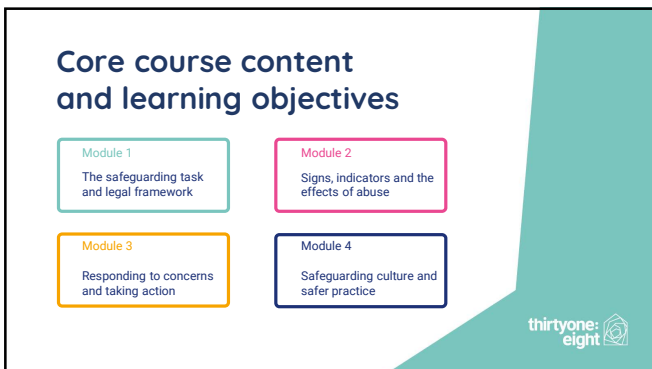 Core course content
and learning objectives
Module 1
The safeguarding task
and legal framework
Module 2
Signs, indicators and the
effects of abuse
Module 3
Responding to concerns
and taking action
Module 4
Safeguarding culture and
safer practice
thirtyone:
eight